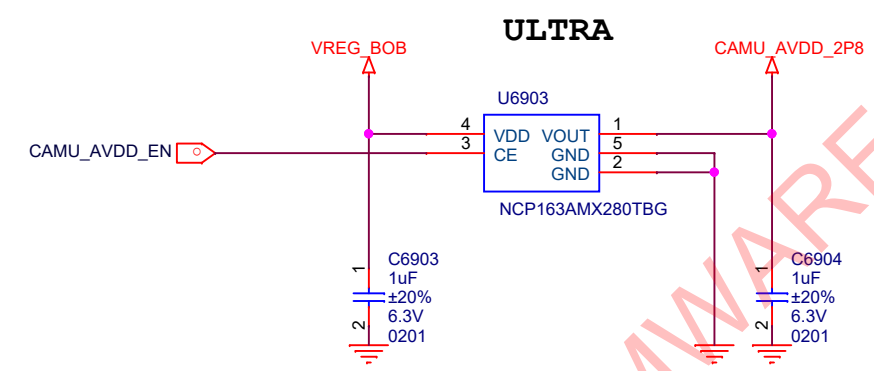 ULTRA
VREG_BOB
CAMU_AVDD_2P8
U6903
CAMU_AVDD_EN
4
VDD
VOUT
1
3
CE
GND
5
GND
2
NCP163AMX280TBG
1
C6903
1uF
±20%
6.3V
0201
2
1
C6904
1uF
±20%
6.3V
0201
2